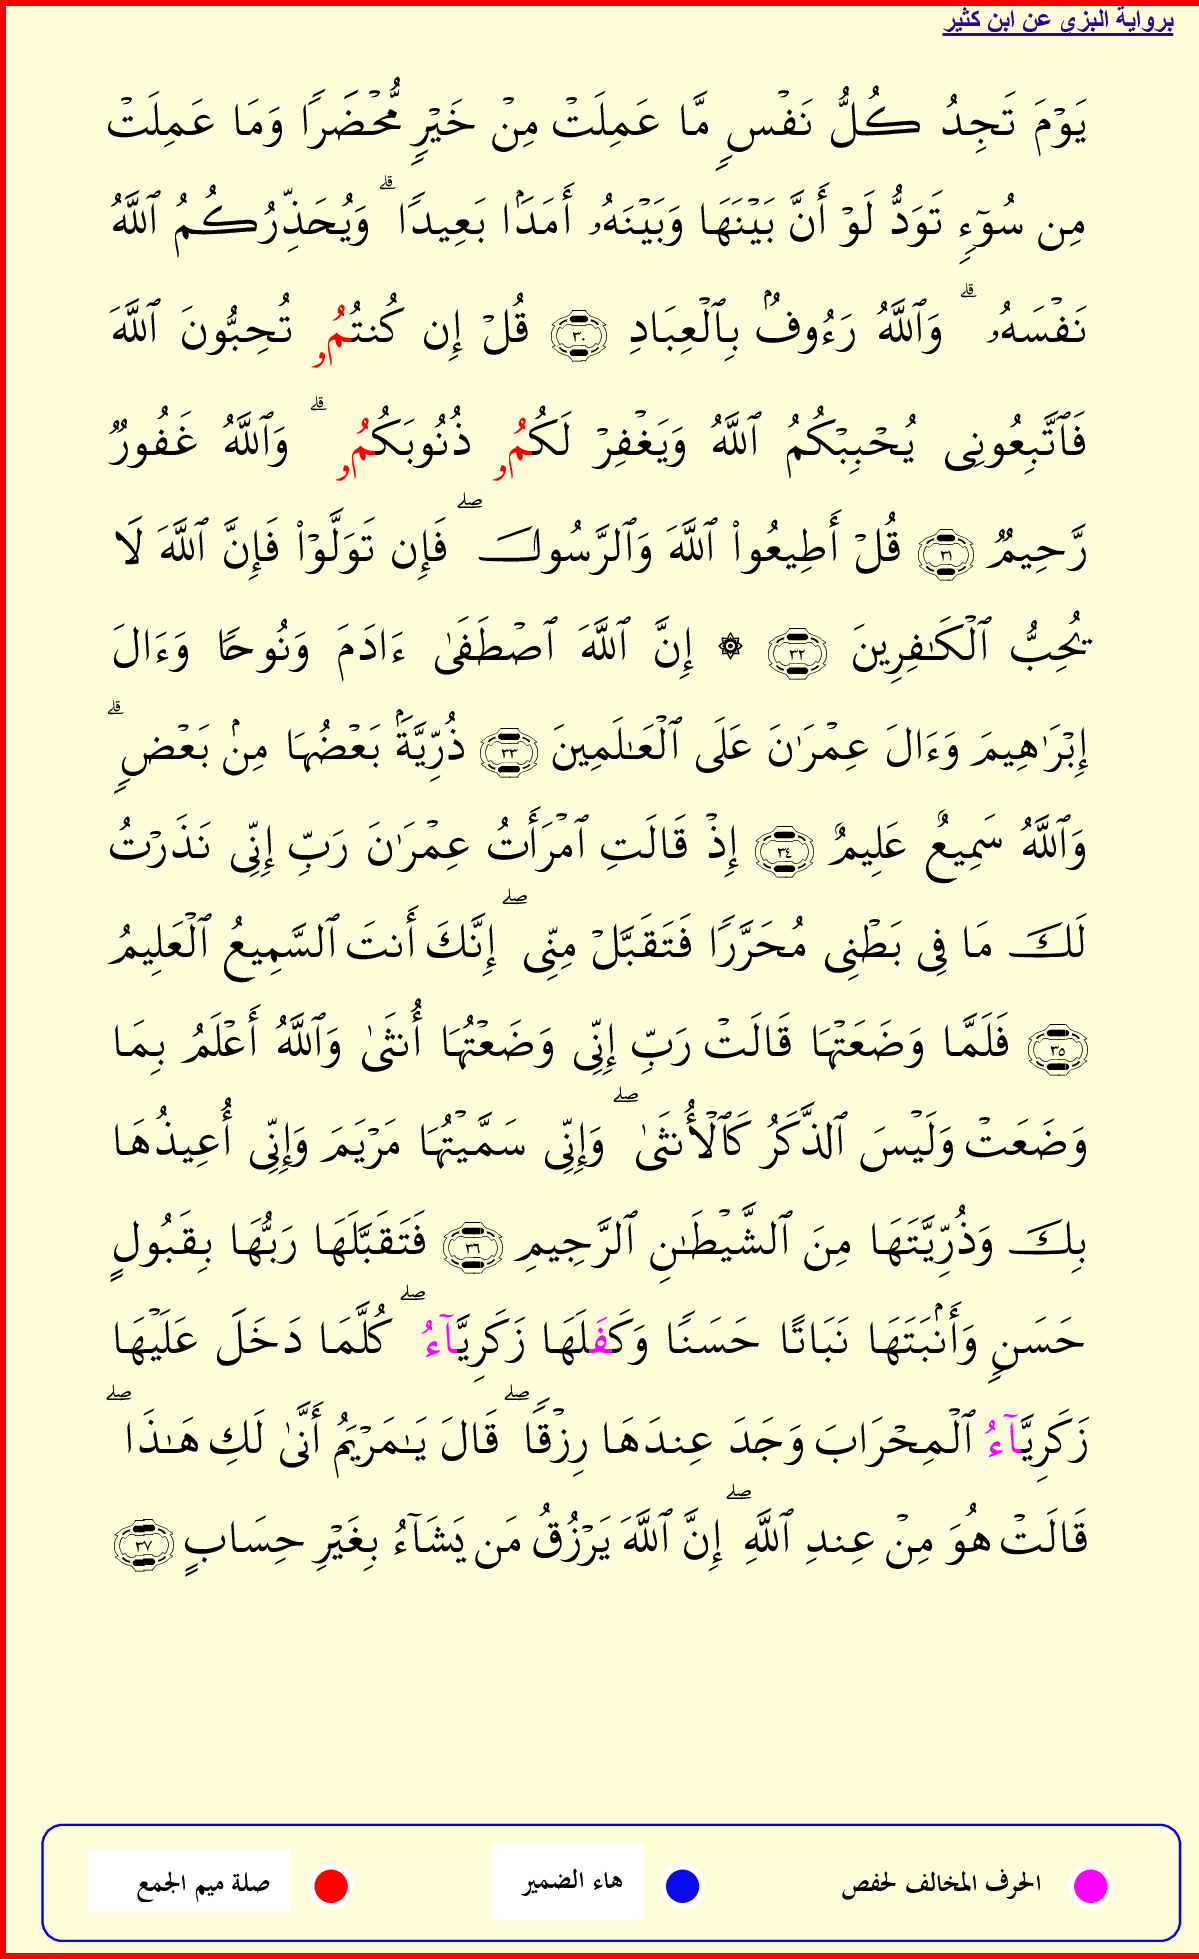 برواية البزى عن ابن كثير
يَوْمَ تَجِدُ كُلُّ نَفْسٍ مَّا عَمِلَتْ مِنْ خَيْرٍ مُّحْضَرًا وَمَا عَمِلَتْ
مِن سُوٓءٍ تَوَدُّ لَوْ أَنَّ بَيْنَهَا وَبَيْنَهُۥ أَمَدَۢا بَعِيدًا ۗ وَيُحَذِّرُكُمُ ٱللَّهُ
نَفْسَهُۥ ۗ وَٱللَّهُ رَءُوفُۢ بِٱلْعِبَادِ ٣٠ قُلْ إِن كُنتُمُۥ تُحِبُّونَ ٱللَّهَ
فَٱتَّبِعُونِى يُحْبِبْكُمُ ٱللَّهُ وَيَغْفِرْ لَكُمُۥ ذُنُوبَكُمُۥ ۗ وَٱللَّهُ غَفُورٌ
رَّحِيمٌ ٣١ قُلْ أَطِيعُوا۟ ٱللَّهَ وَٱلرَّسُولَ ۖ فَإِن تَوَلَّوْا۟ فَإِنَّ ٱللَّهَ لَا
يُحِبُّ ٱلْكَـٰفِرِينَ ٣٢ ۞ إِنَّ ٱللَّهَ ٱصْطَفَىٰ ءَادَمَ وَنُوحًا وَءَالَ
إِبْرَٰهِيمَ وَءَالَ عِمْرَٰنَ عَلَى ٱلْعَـٰلَمِينَ ٣٣ ذُرِّيَّةَۢ بَعْضُهَا مِنۢ بَعْضٍ ۗ
وَٱللَّهُ سَمِيعٌ عَلِيمٌ ٣٤ إِذْ قَالَتِ ٱمْرَأَتُ عِمْرَٰنَ رَبِّ إِنِّى نَذَرْتُ
لَكَ مَا فِى بَطْنِى مُحَرَّرًا فَتَقَبَّلْ مِنِّى ۖ إِنَّكَ أَنتَ ٱلسَّمِيعُ ٱلْعَلِيمُ
٣٥ فَلَمَّا وَضَعَتْهَا قَالَتْ رَبِّ إِنِّى وَضَعْتُهَا أُنثَىٰ وَٱللَّهُ أَعْلَمُ بِمَا
وَضَعَتْ وَلَيْسَ ٱلذَّكَرُ كَٱلْأُنثَىٰ ۖ وَإِنِّى سَمَّيْتُهَا مَرْيَمَ وَإِنِّى أُعِيذُهَا
بِكَ وَذُرِّيَّتَهَا مِنَ ٱلشَّيْطَـٰنِ ٱلرَّجِيمِ ٣٦ فَتَقَبَّلَهَا رَبُّهَا بِقَبُولٍ
حَسَنٍ وَأَنۢبَتَهَا نَبَاتًا حَسَنًا وَكَفَلَهَا زَكَرِيَّآءُ ۖ كُلَّمَا دَخَلَ عَلَيْهَا
زَكَرِيَّآءُ ٱلْمِحْرَابَ وَجَدَ عِندَهَا رِزْقًا ۖ قَالَ يَـٰمَرْيَمُ أَنَّىٰ لَكِ هَـٰذَا ۖ
قَالَتْ هُوَ مِنْ عِندِ ٱللَّهِ ۖ إِنَّ ٱللَّهَ يَرْزُقُ مَن يَشَآءُ بِغَيْرِ حِسَابٍ ٣٧
الحرف المخالف لحفص هاء الضمير صلة ميم الجمع